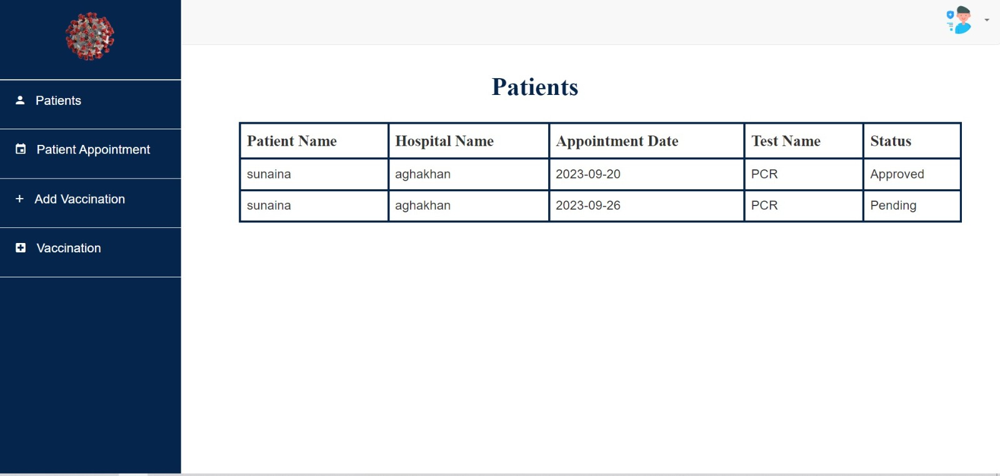 Patients
Patient Appointment
Add Vaccination
Vaccination
Patients
Patient Name Hospital Name Appointment Date Test Name Status
sunaina aghakhan 2023-09-20 PCR Approved
sunaina aghakhan 2023-09-26 PCR Pending